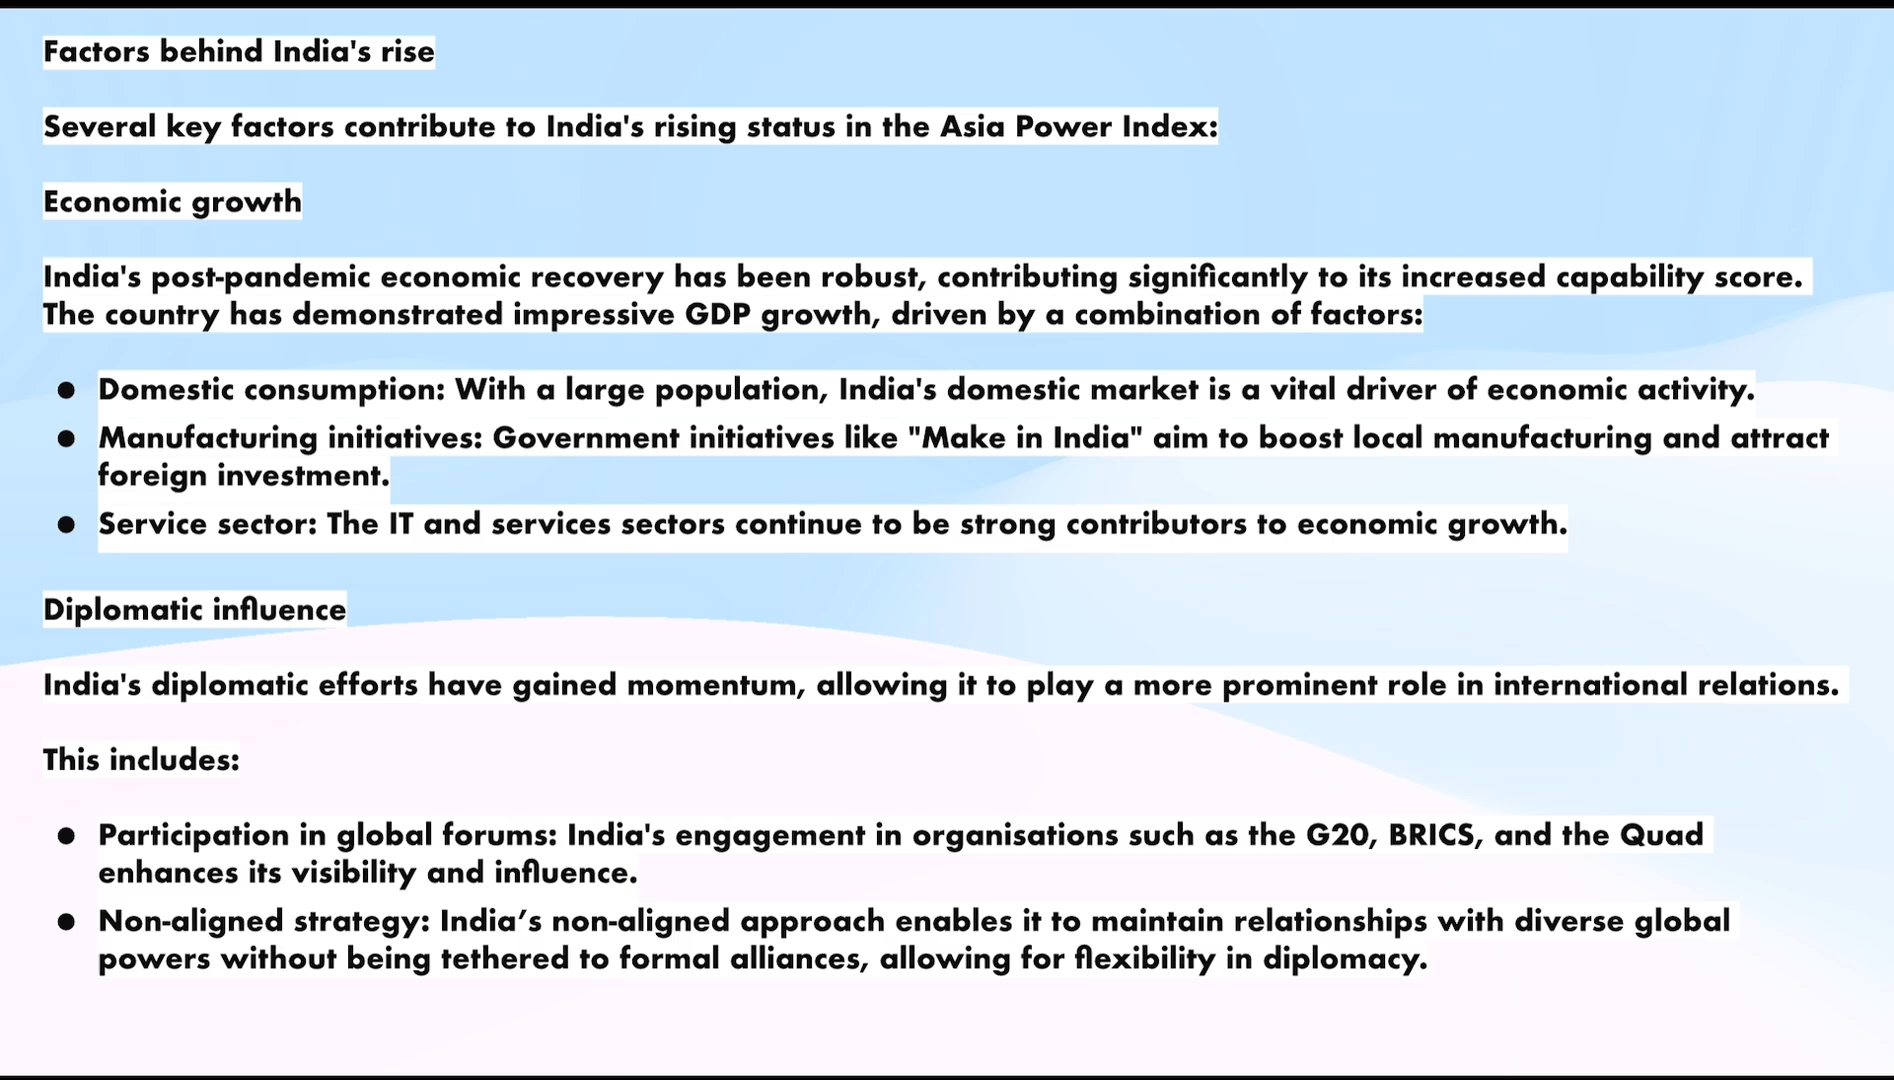 Factors behind India's rise
Several key factors contribute to India's rising status in the Asia Power Index:
Economic growth
India's post-pandemic economic recovery has been robust, contributing significantly to its increased capability score.
The country has demonstrated impressive GDP growth, driven by a combination of factors:
● Domestic consumption: With a large population, India's domestic market is a vital driver of economic activity.
● Manufacturing initiatives: Government initiatives like "Make in India" aim to boost local manufacturing and attract
foreign investment.
● Service sector: The IT and services sectors continue to be strong contributors to economic growth.
Diplomatic influence
India's diplomatic efforts have gained momentum, allowing it to play a more prominent role in international relations.
This includes:
● Participation in global forums: India's engagement in organisations such as the G20, BRICS, and the Quad
enhances its visibility and influence.
● Non-aligned strategy: India’s non-aligned approach enables it to maintain relationships with diverse global
powers without being tethered to formal alliances, allowing for flexibility in diplomacy.